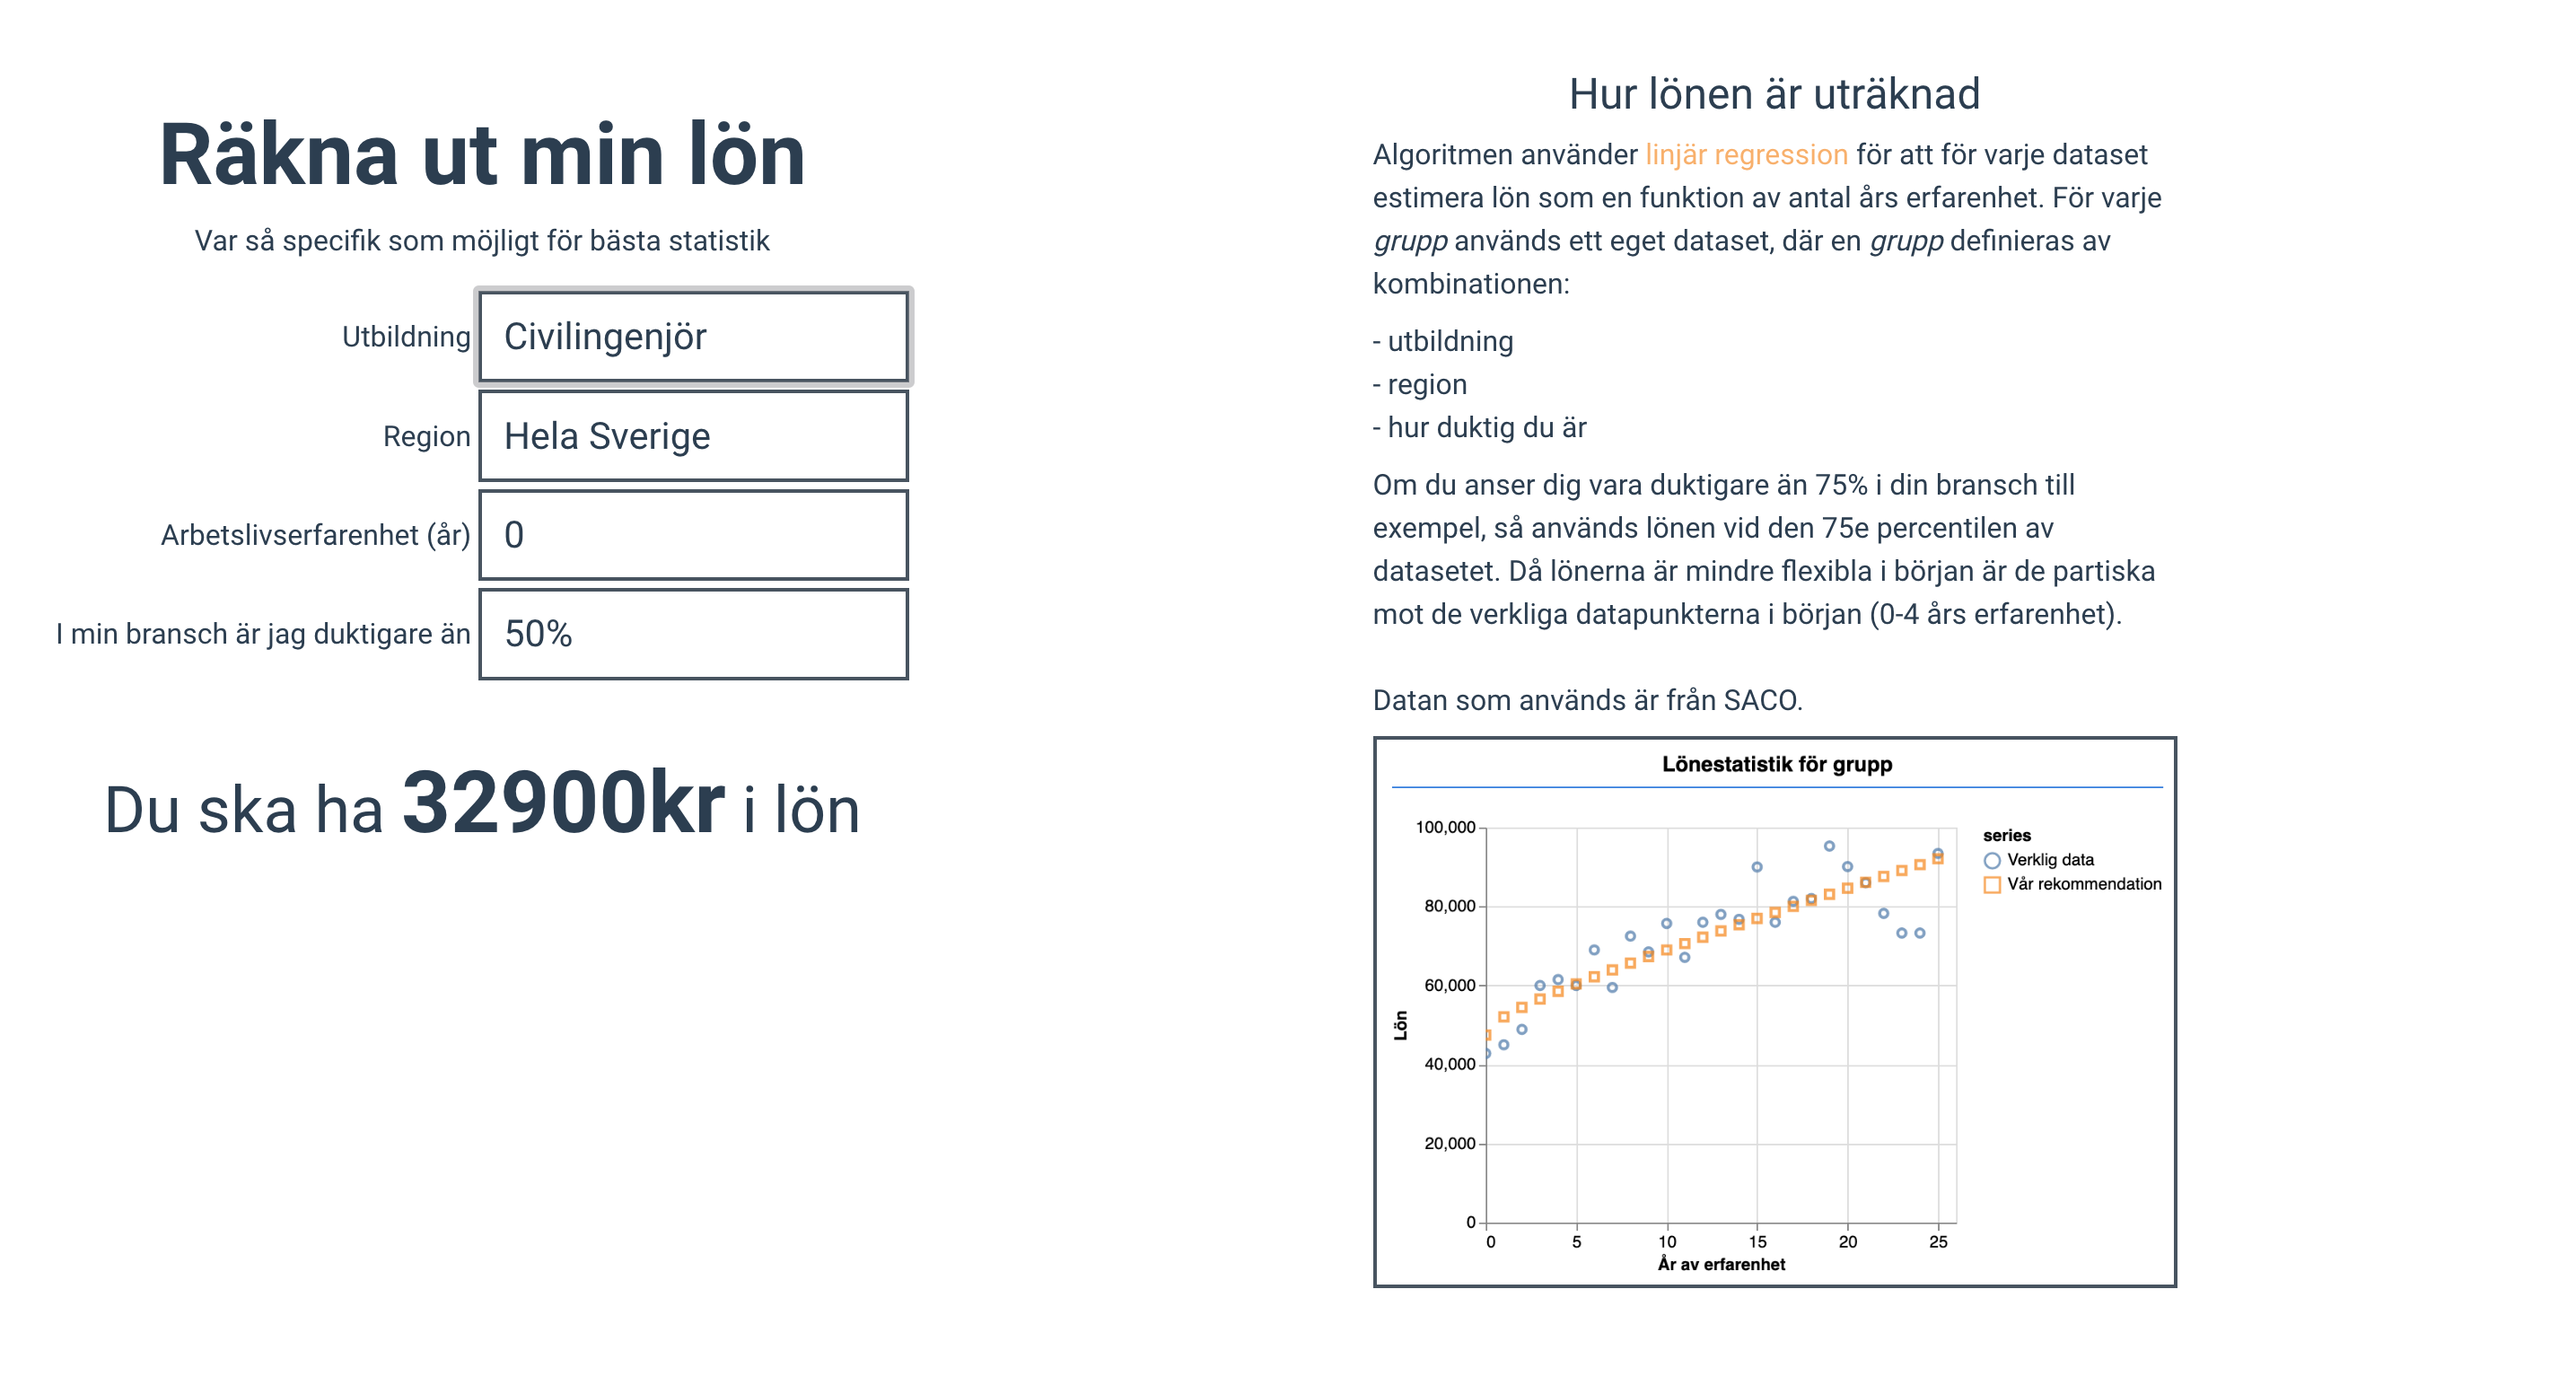 Räkna ut min lön
Var så specifik som möjligt för bästa statistik
Utbildning
Civilingenjör
Region
Hela Sverige
Arbetslivserfarenhet (år)
0
I min bransch är jag duktigare än
50%
Du ska ha 32900kr i lön
Hur lönen är uträknad
Algoritmen använder linjär regression för att för varje dataset
estimera lön som en funktion av antal års erfarenhet. För varje
grupp används ett eget dataset, där en grupp definieras av
kombinationen:
- utbildning
- region
- hur duktig du är
Om du anser dig vara duktigare än 75% i din bransch till
exempel, så används lönen vid den 75e percentilen av
datasetet. Då lönerna är mindre flexibla i början är de partiska
mot de verkliga datapunkterna i början (0-4 års erfarenhet).
Datan som används är från SACO.
Lönestatistik för grupp
100,000
80,000
60,000
40,000
20,000
0
Lön
0 5 10 15 20 25
År av erfarenhet
series
Verklig data
Vår rekommendation